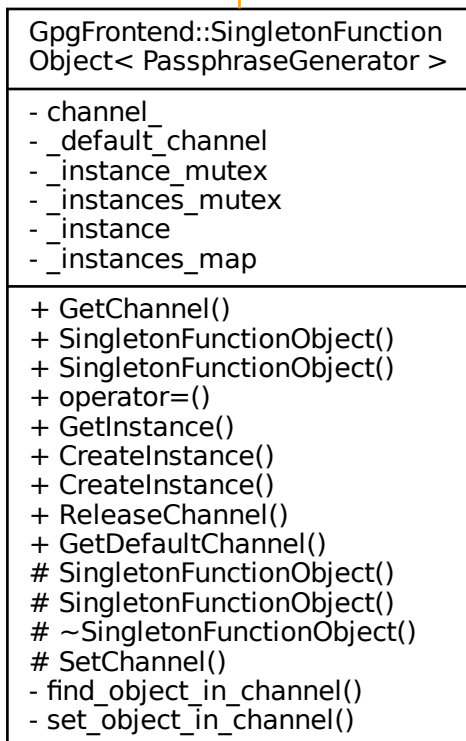 GpgFrontend::SingletonFunction
Object< PassphraseGenerator >
- channel_
- _default_channel
- _instance_mutex
- _instances_mutex
- _instance
- _instances_map
+ GetChannel()
+ SingletonFunctionObject()
+ SingletonFunctionObject()
+ operator=()
+ GetInstance()
+ CreateInstance()
+ CreateInstance()
+ ReleaseChannel()
+ GetDefaultChannel()
# SingletonFunctionObject()
# SingletonFunctionObject()
# ~SingletonFunctionObject()
# SetChannel()
- find_object_in_channel()
- set_object_in_channel()